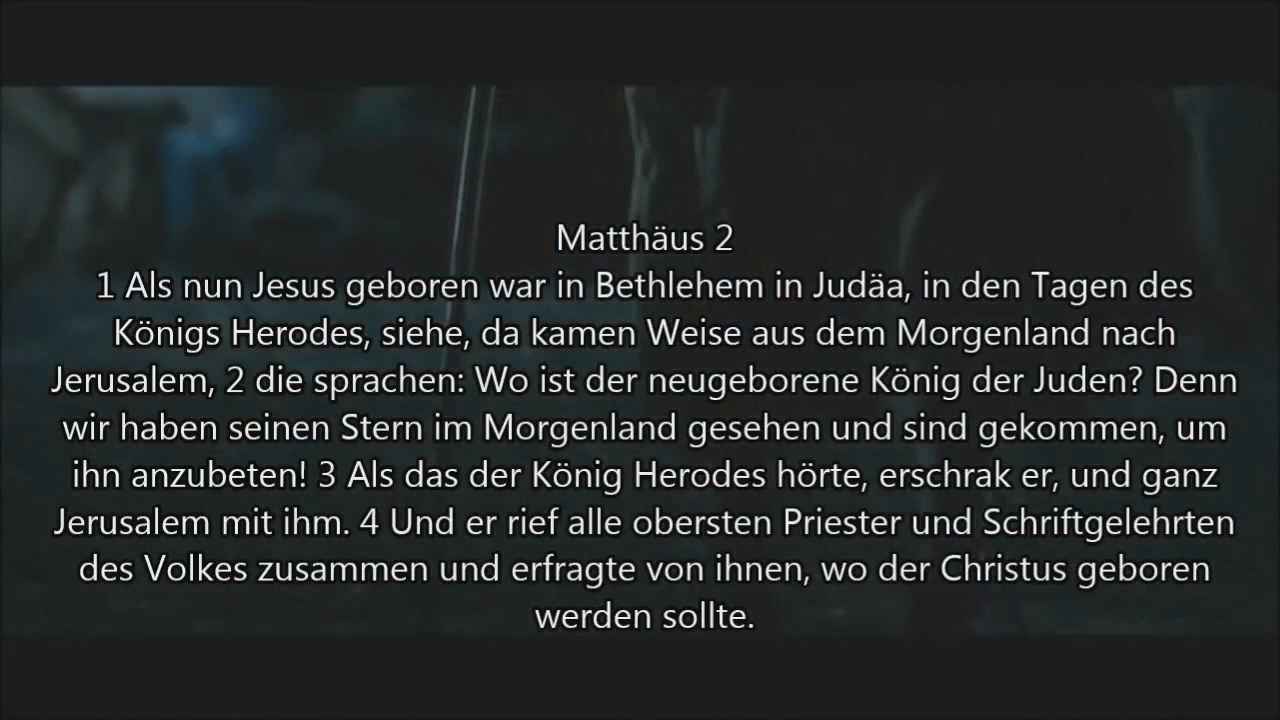 Matthäus 2
1 Als nun Jesus geboren war in Bethlehem in Judäa, in den Tagen des
Königs Herodes, siehe, da kamen Weise aus dem Morgenland nach
Jerusalem, 2 die sprachen: Wo ist der neugeborene König der Juden? Denn
wir haben seinen Stern im Morgenland gesehen und sind gekommen, um
ihn anzubeten! 3 Als das der König Herodes hörte, erschrak er, und ganz
Jerusalem mit ihm. 4 Und er rief alle obersten Priester und Schriftgelehrten
des Volkes zusammen und erfragte von ihnen, wo der Christus geboren
werden sollte.